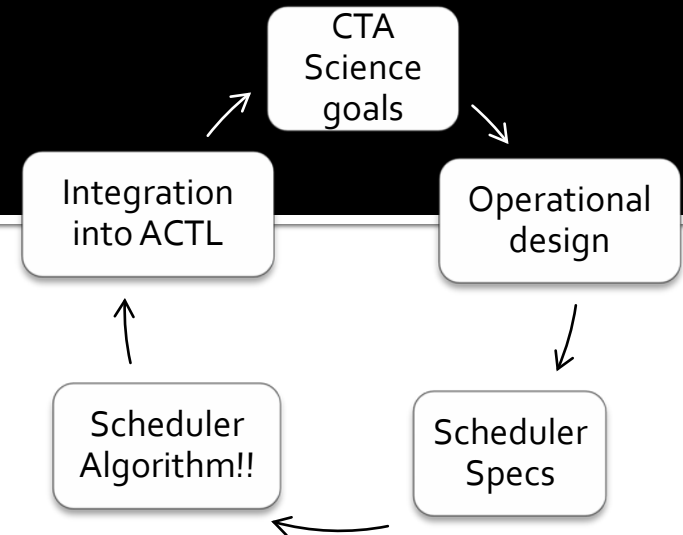 CTA
Science
goals
Operational
design
Scheduler
Specs
Scheduler
Algorithm!!
Integration
into ACTL